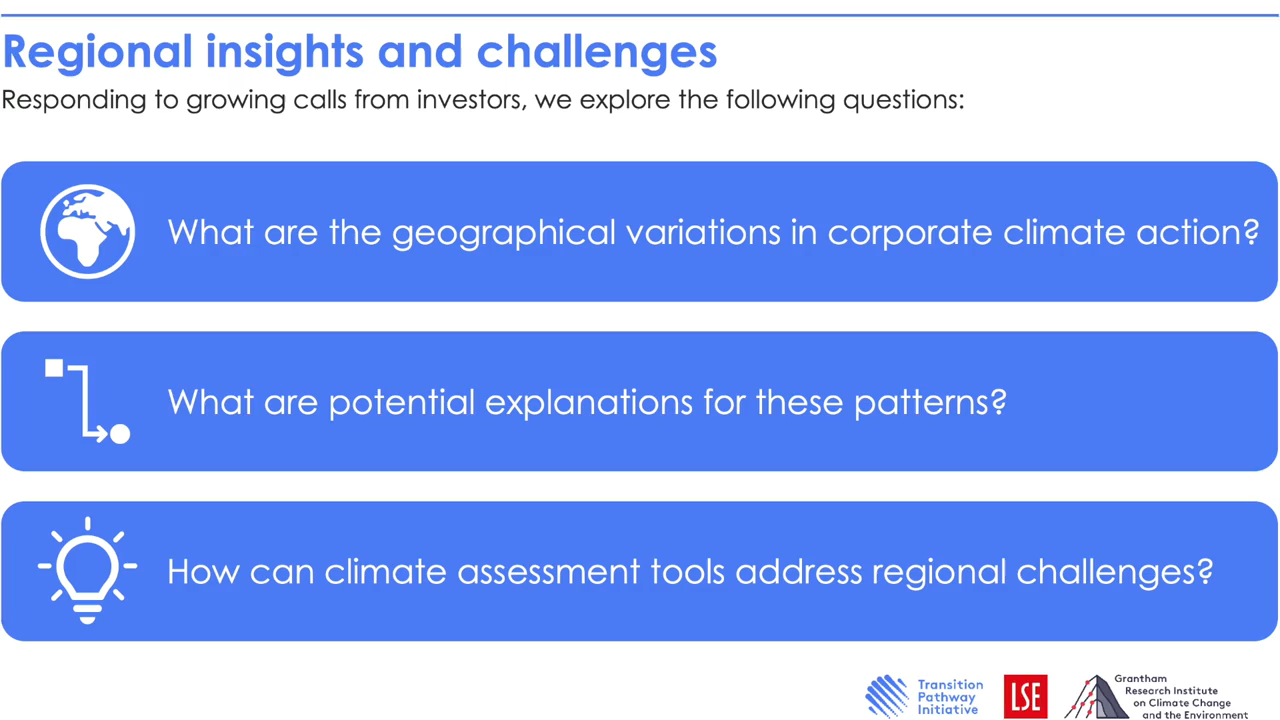 Regional insights and challenges
Responding to growing calls from investors, we explore the following questions:
What are the geographical variations in corporate climate action?
What are potential explanations for these patterns?
How can climate assessment tools address regional challenges?
Transition
Pathway
Initiative
LSE
Grantham
Research Institute
on Climate Change
and the Environment